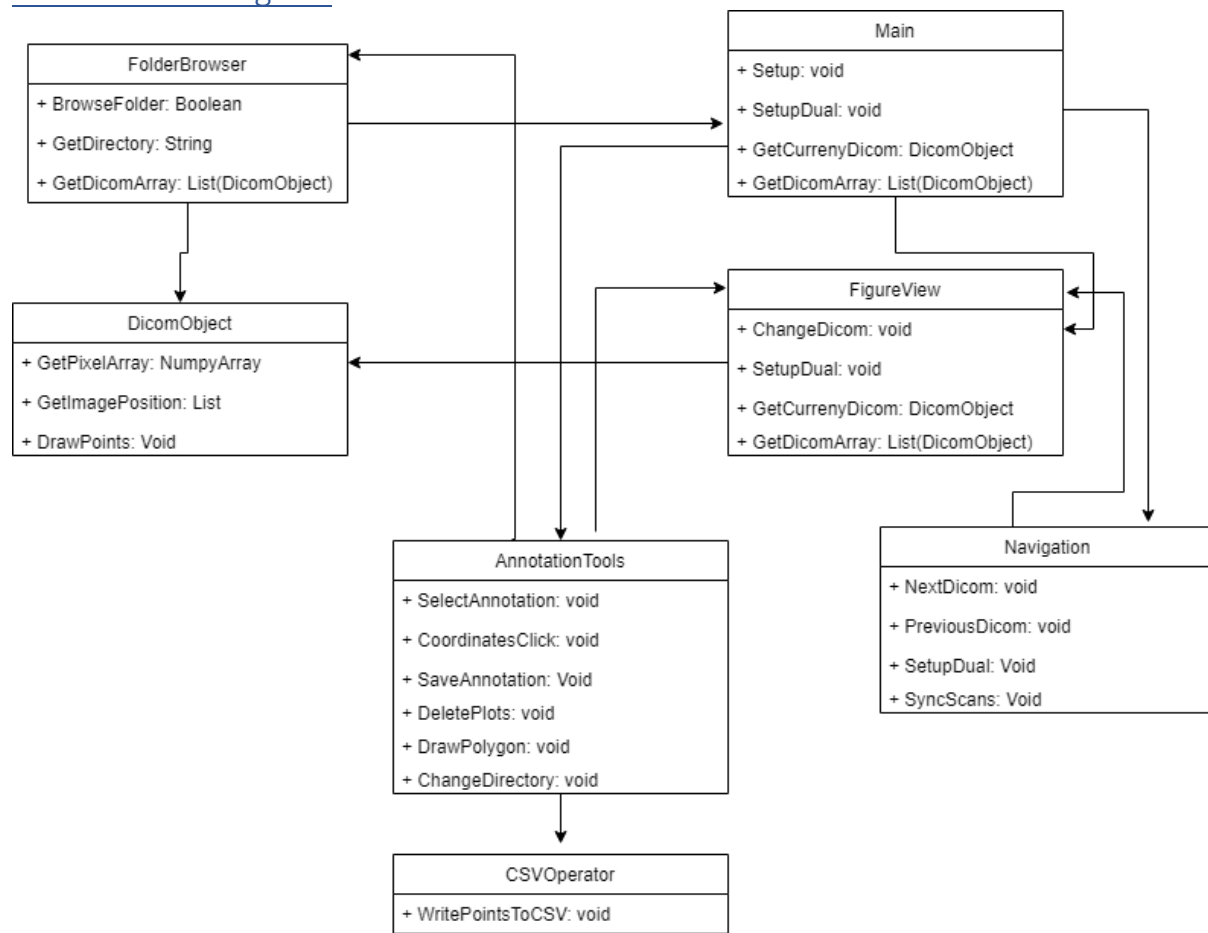 Main
+ Setup: void
+ SetupDual: void
+ GetCurrenyDicom: DicomObject
+ GetDicomArray: List(DicomObject)
FolderBrowser
+ BrowseFolder: Boolean
+ GetDirectory: String
+ GetDicomArray: List(DicomObject)
DicomObject
+ GetPixelArray: NumpyArray
+ GetImagePosition: List
+ DrawPoints: Void
FigureView
+ ChangeDicom: void
+ SetupDual: void
+ GetCurrenyDicom: DicomObject
+ GetDicomArray: List(DicomObject)
AnnotationTools
+ SelectAnnotation: void
+ CoordinatesClick: void
+ SaveAnnotation: Void
+ DeletePlots: void
+ DrawPolygon: void
+ ChangeDirectory: void
Navigation
+ NextDicom: void
+ PreviousDicom: void
+ SetupDual: Void
+ SyncScans: Void
CSVOperator
+ WritePointsToCSV: void